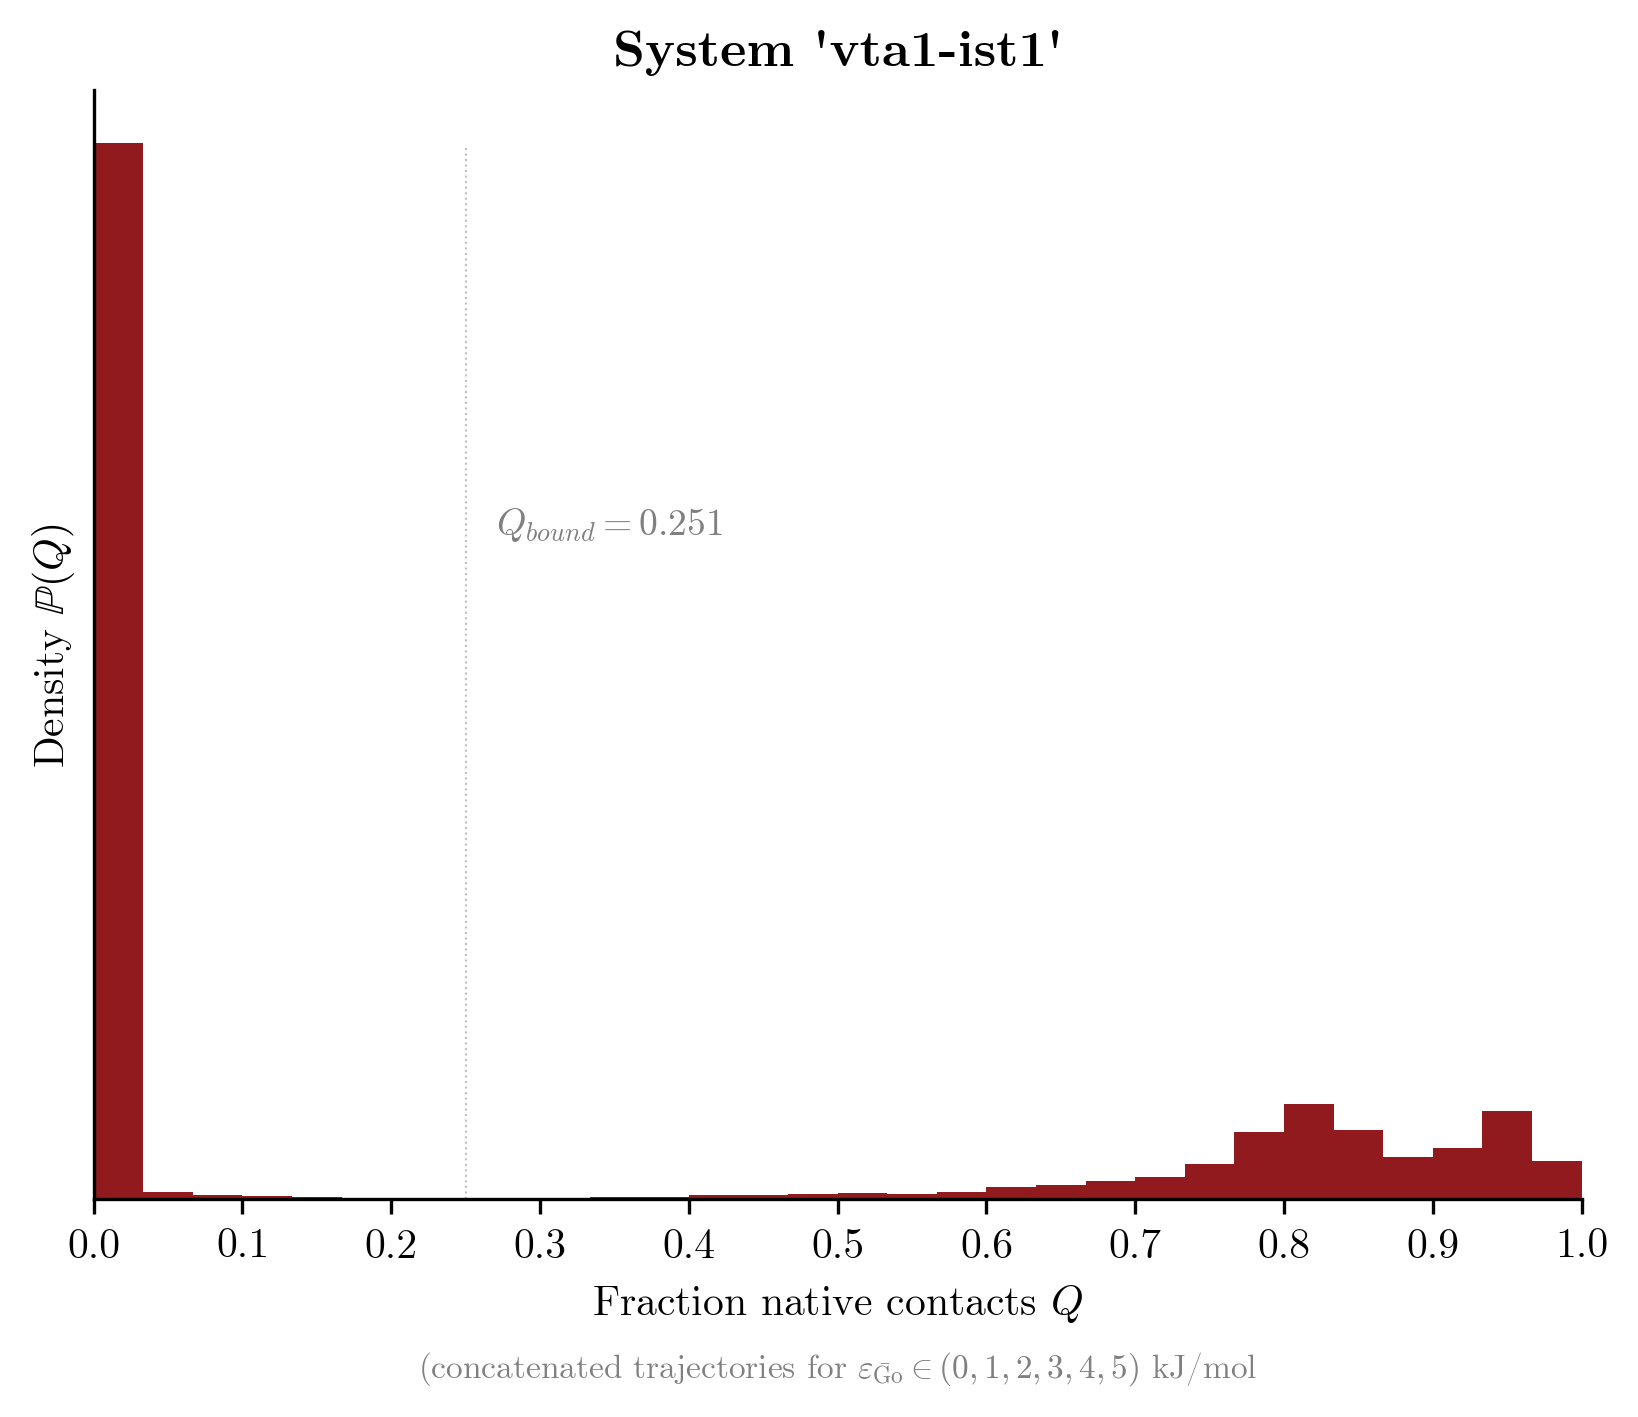 System 'vta1-ist1'
Density ℙ(Q)
Q_bound = 0.251
0.0 0.1 0.2 0.3 0.4 0.5 0.6 0.7 0.8 0.9 1.0
Fraction native contacts Q
(concatenated trajectories for ε_Ḡo ∈ (0, 1, 2, 3, 4, 5) kJ/mol